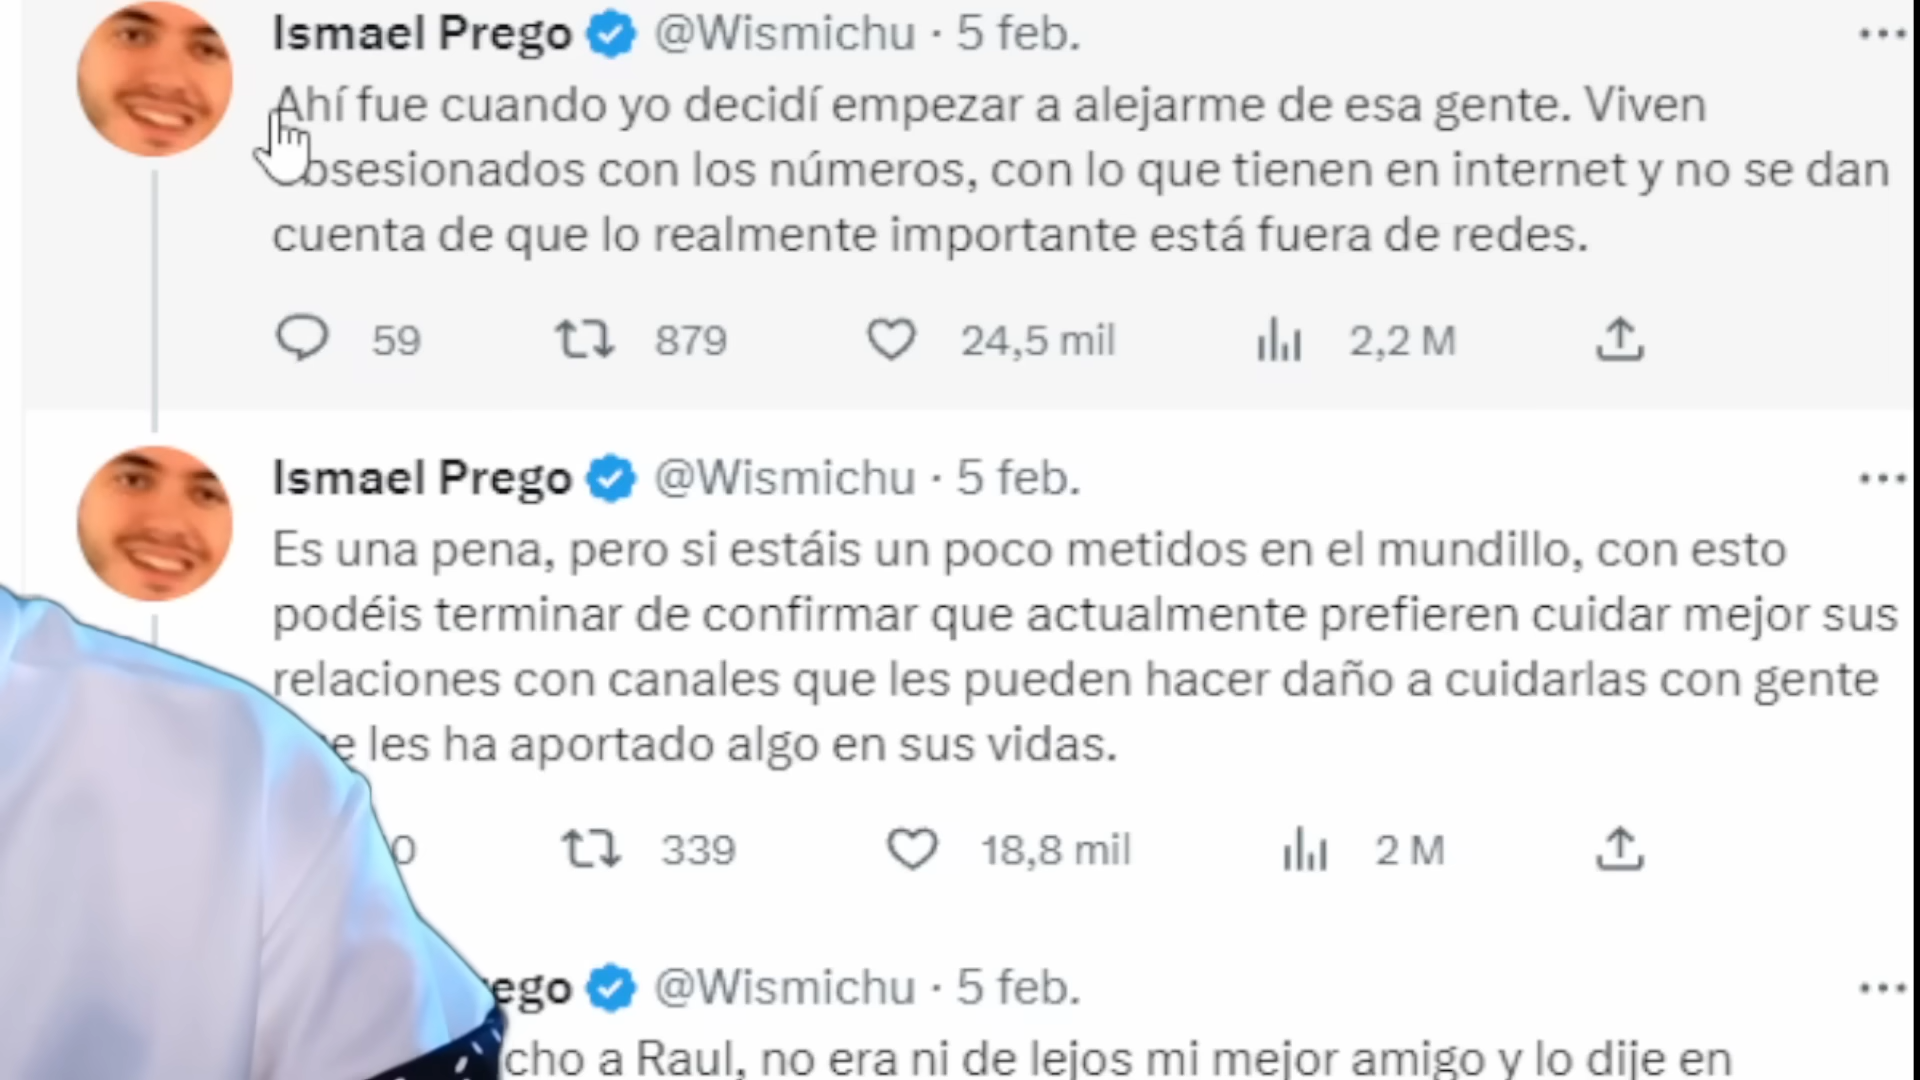 Ismael Prego @Wismichu · 5 feb.
Ahí fue cuando yo decidí empezar a alejarme de esa gente. Viven
obsesionados con los números, con lo que tienen en internet y no se dan
cuenta de que lo realmente importante está fuera de redes.
59 879 24,5 mil 2,2 M
Ismael Prego @Wismichu · 5 feb.
Es una pena, pero si estáis un poco metidos en el mundillo, con esto
podéis terminar de confirmar que actualmente prefieren cuidar mejor sus
relaciones con canales que les pueden hacer daño a cuidarlas con gente
les ha aportado algo en sus vidas.
339 18,8 mil 2 M
@Wismichu · 5 feb.
a Raul, no era ni de lejos mi mejor amigo y lo dije en